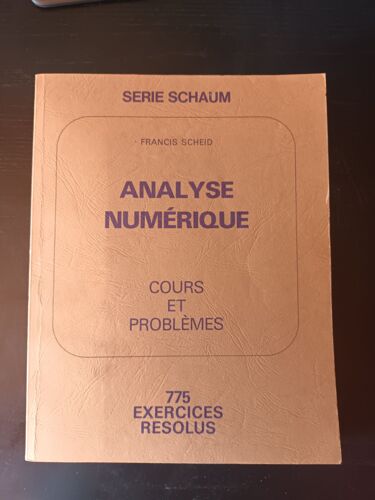 SERIE SCHAUM
FRANCIS SCHEID
ANALYSE
NUMÉRIQUE
COURS
ET
PROBLÈMES
775
EXERCICES
RESOLUS